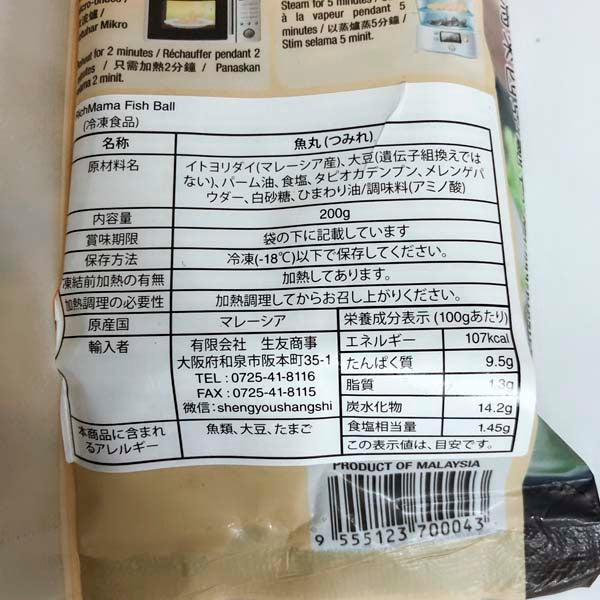 Mikro
for 2 minutes / Réchauffer pendant 2
/ 只需加熱2分鐘 / Panaskan
2 minit.
Steam for 5 minutes /
à la vapeur pendant 5
minutes / 以蒸爐蒸5分鐘 /
Stim selama 5 minit.
RichMama Fish Ball
(冷凍食品)
名称 魚丸(つみれ)
原材料名 イトヨリダイ(マレーシア産)、大豆(遺伝子組換えでは
ない)、パーム油、食塩、タピオカデンプン、メレンゲパ
ウダー、白砂糖、ひまわり油/調味料(アミノ酸)
内容量 200g
賞味期限 袋の下に記載しています
保存方法 冷凍(-18℃)以下で保存してください。
凍結前加熱の有無 加熱してあります。
加熱調理の必要性 加熱調理してからお召し上がりください。
原産国 マレーシア
輸入者 有限会社 生友商事
大阪府和泉市阪本町35-1
TEL : 0725-41-8116
FAX : 0725-41-8115
微信:shengyoushangshi
栄養成分表示 (100gあたり)
エネルギー 107kcal
たんぱく質 9.5g
脂質 1.3g
炭水化物 14.2g
食塩相当量 1.45g
この表示値は、目安です。
本商品に含まれ
るアレルギー 魚類、大豆、たまご
PRODUCT OF MALAYSIA
9 555123 700043